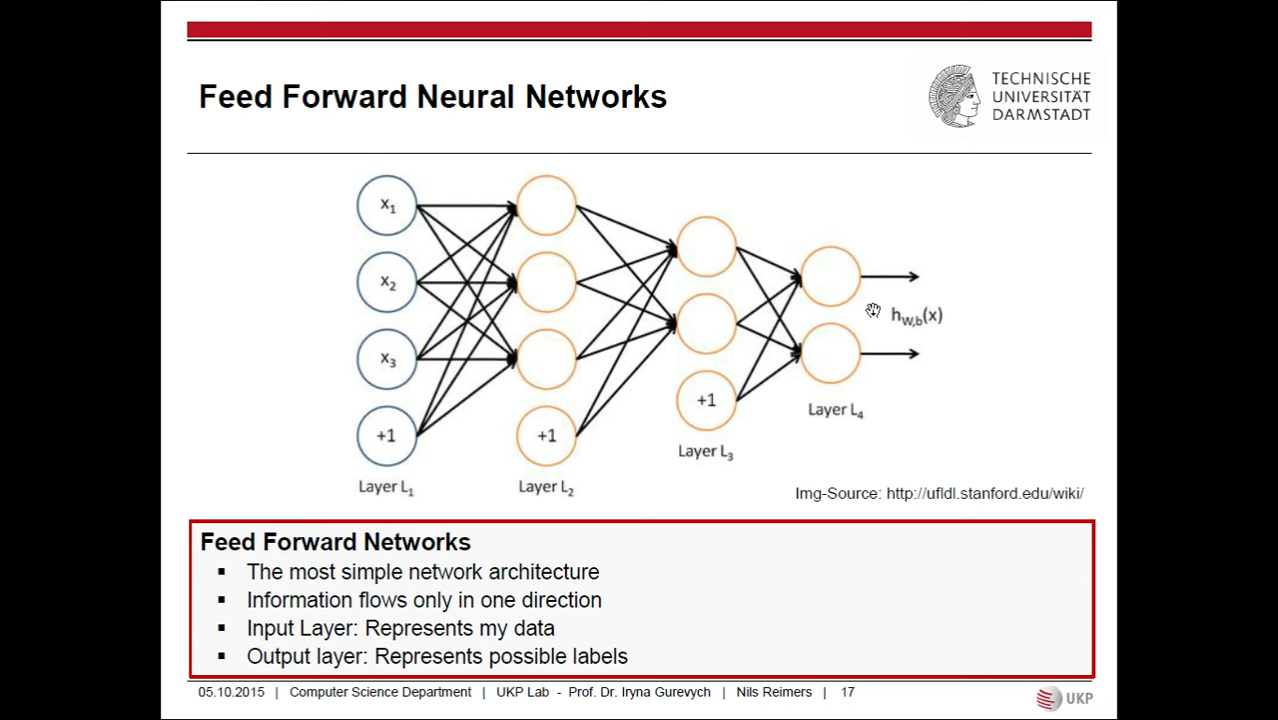 Feed Forward Neural Networks
TECHNISCHE
UNIVERSITÄT
DARMSTADT
x1
x2
x3
+1
+1
+1
hW,b(x)
Layer L1
Layer L2
Layer L3
Layer L4
Img-Source: http://ufldl.stanford.edu/wiki/
Feed Forward Networks
▪ The most simple network architecture
▪ Information flows only in one direction
▪ Input Layer: Represents my data
▪ Output layer: Represents possible labels
05.10.2015 | Computer Science Department | UKP Lab - Prof. Dr. Iryna Gurevych | Nils Reimers | 17
UKP